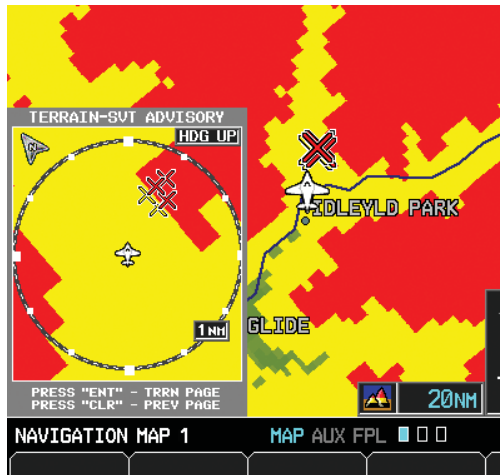 TERRAIN-SVT ADVISORY
HDG UP
N
IDLEYLD PARK
1NM
GLIDE
PRESS "ENT" - TRRN PAGE
PRESS "CLR" - PREV PAGE
20NM
NAVIGATION MAP 1 MAP AUX FPL